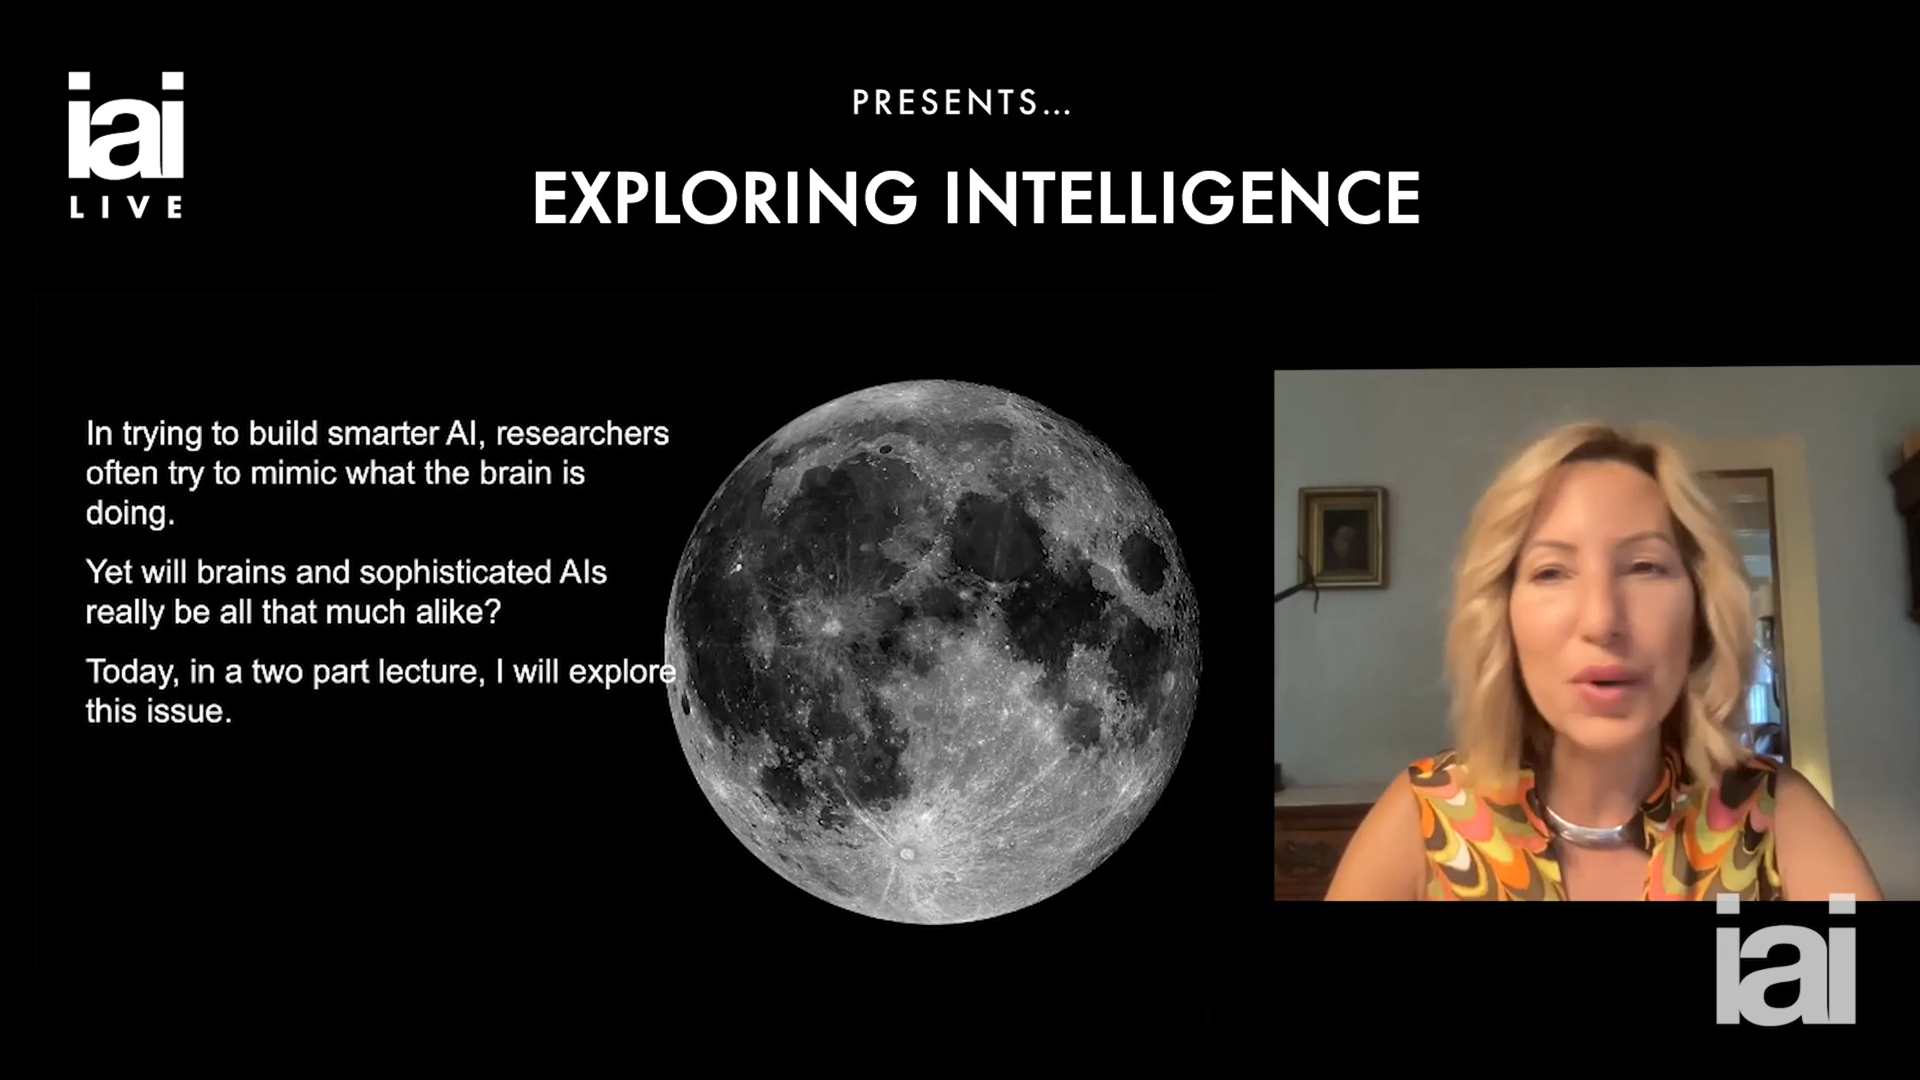 iai
LIVE
PRESENTS...
EXPLORING INTELLIGENCE
In trying to build smarter AI, researchers
often try to mimic what the brain is
doing.
Yet will brains and sophisticated AIs
really be all that much alike?
Today, in a two part lecture, I will explore
this issue.
iai